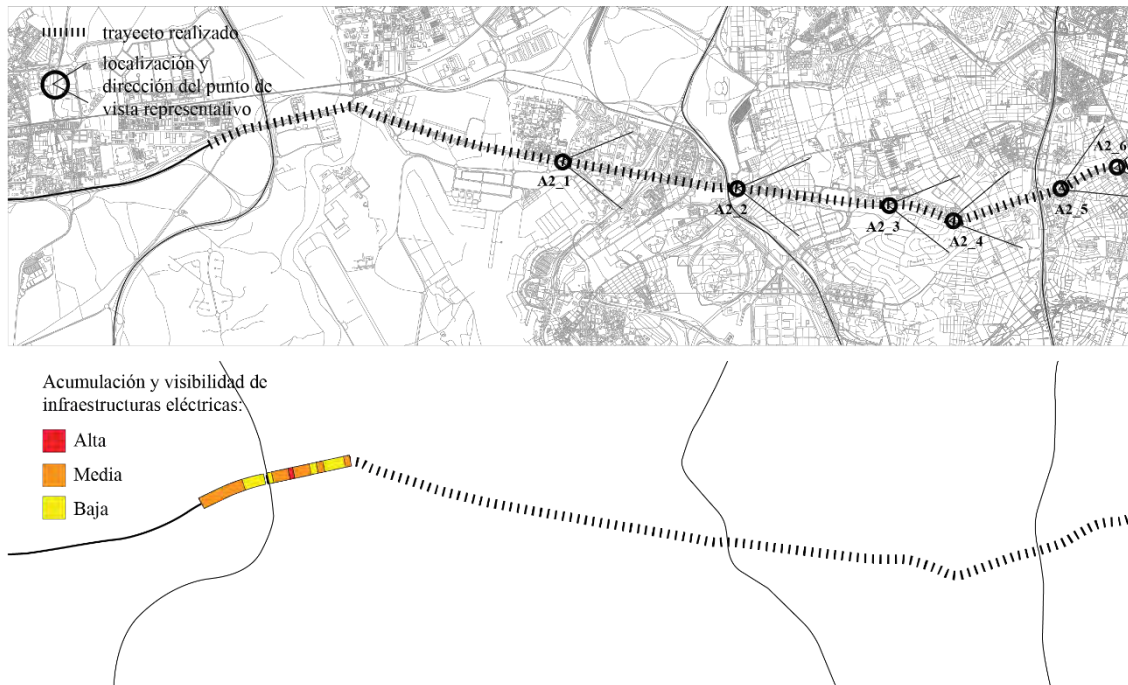 trayecto realizado
localización y
dirección del punto de
vista representativo
A2_1
A2_2
A2_3
A2_4
A2_5
A2_6
Acumulación y visibilidad de
infraestructuras eléctricas:
Alta
Media
Baja